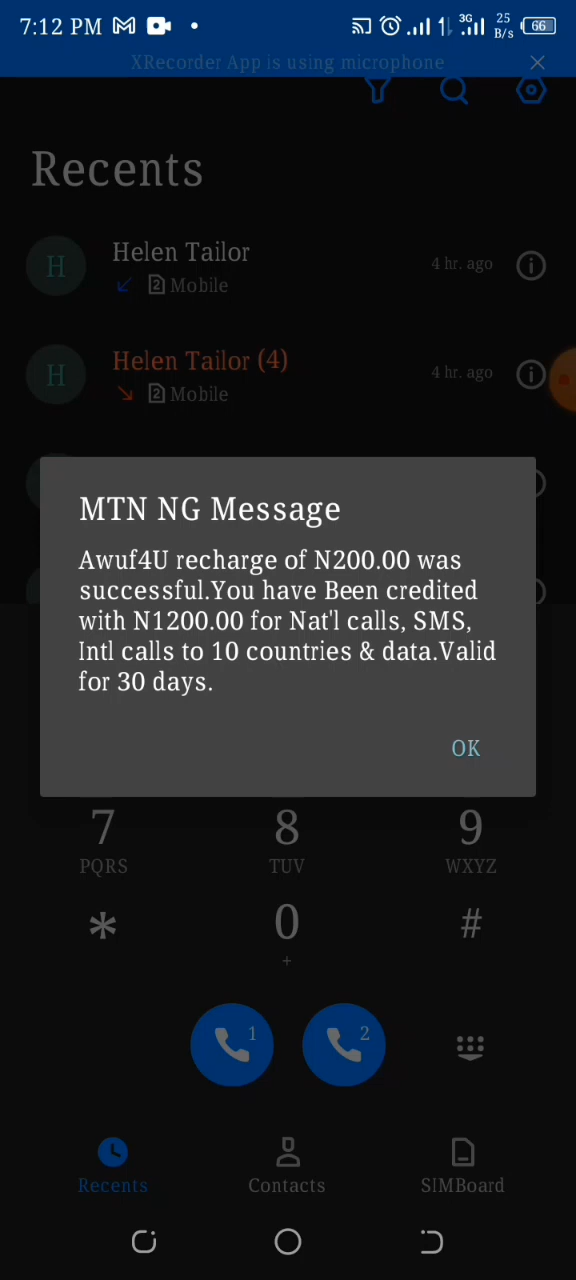 7:12 PM
3G
25
B/s
66
XRecorder App is using microphone
Recents
Helen Tailor
4 hr. ago
2 Mobile
Helen Tailor (4)
4 hr. ago
2 Mobile
MTN NG Message
Awuf4U recharge of N200.00 was
successful.You have Been credited
with N1200.00 for Nat'l calls, SMS,
Intl calls to 10 countries & data.Valid
for 30 days.
OK
7 8 9
PQRS TUV WXYZ
* 0 #
+
1 2
Recents Contacts SIMBoard
H
H